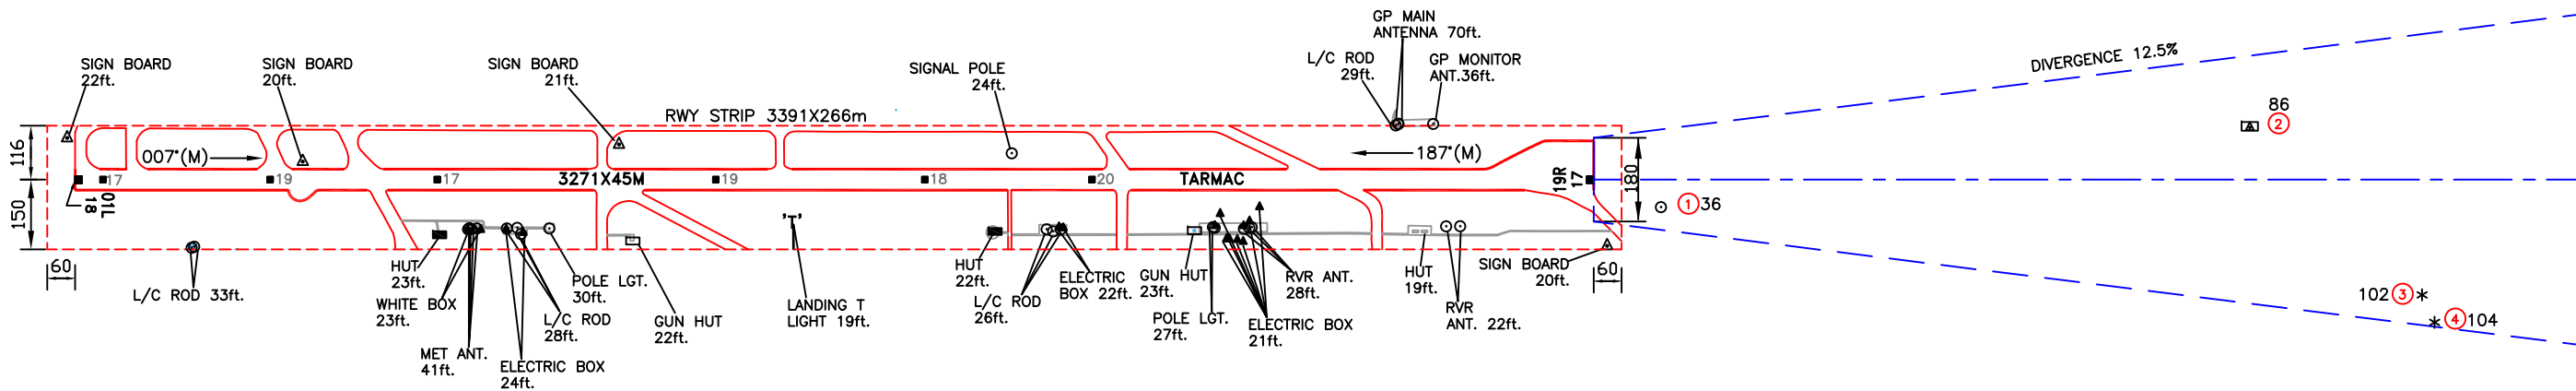 SIGN BOARD
22ft.
SIGN BOARD
20ft.
SIGN BOARD
21ft.
SIGNAL POLE
24ft.
GP MAIN
ANTENNA 70ft.
L/C ROD
29ft.
GP MONITOR
ANT.36ft.
DIVERGENCE 12.5%
86
2
RWY STRIP 3391X266m
116
150
007°(M)
187°(M)
17
19
17
3271X45M
19
18
20
TARMAC
01L
18
19R
17
180
1 36
'T'
60
60
L/C ROD 33ft.
HUT
23ft.
WHITE BOX
23ft.
MET ANT.
41ft.
ELECTRIC BOX
24ft.
L/C ROD
28ft.
POLE LGT.
30ft.
GUN HUT
22ft.
LANDING T
LIGHT 19ft.
HUT
22ft.
L/C ROD
26ft.
ELECTRIC
BOX 22ft.
GUN HUT
23ft.
POLE LGT.
27ft.
RVR ANT.
28ft.
ELECTRIC BOX
21ft.
HUT
19ft.
RVR
ANT. 22ft.
SIGN BOARD
20ft.
102 3
4 104